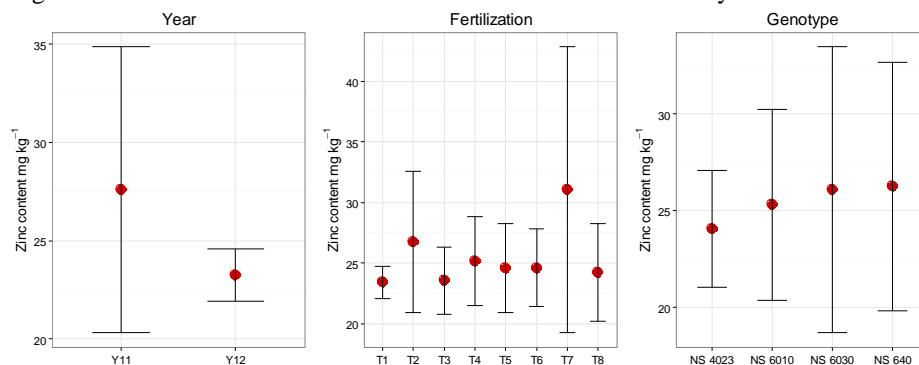 Year
Zinc content mg kg⁻¹
35
30
25
20
Y11 Y12
Fertilization
Zinc content mg kg⁻¹
40
35
30
25
20
T1 T2 T3 T4 T5 T6 T7 T8
Genotype
Zinc content mg kg⁻¹
30
25
20
NS 4023 NS 6010 NS 6030 NS 640